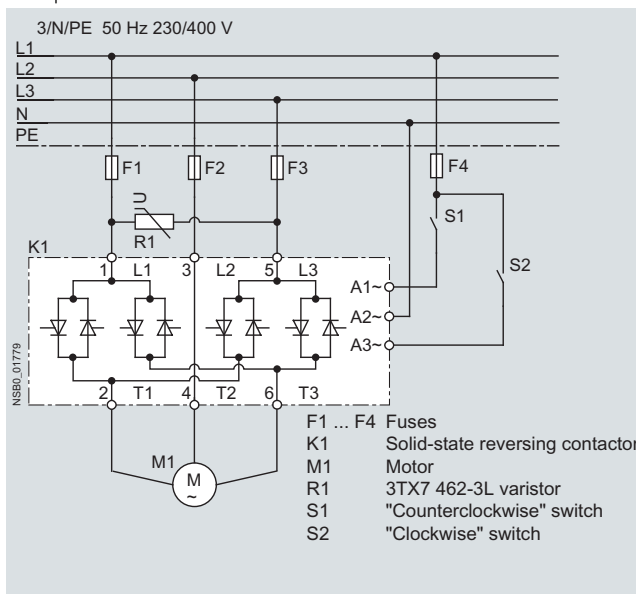 3/N/PE 50 Hz 230/400 V
L1
L2
L3
N
PE
F1
F2
F3
F4
S1
U
R1
S2
K1
1 L1 3 L2 5 L3
A1~
A2~
A3~
NSB0_01779
2 T1 4 T2 6 T3
M1
M
~
F1 ... F4 Fuses
K1 Solid-state reversing contactor
M1 Motor
R1 3TX7 462-3L varistor
S1 "Counterclockwise" switch
S2 "Clockwise" switch